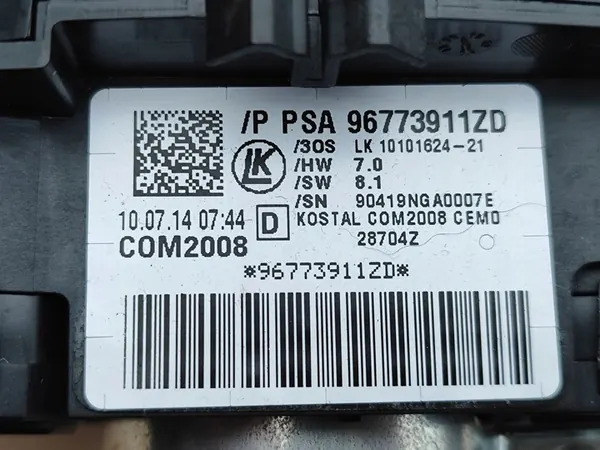 /P PSA 96773911ZD
/3OS LK 10101624-21
LK
/HW 7.0
/SW 8.1
/SN 90419NGA0007E
10.07.14 07:44 D KOSTAL COM2008 CEM0
COM2008 28704Z
*96773911ZD*